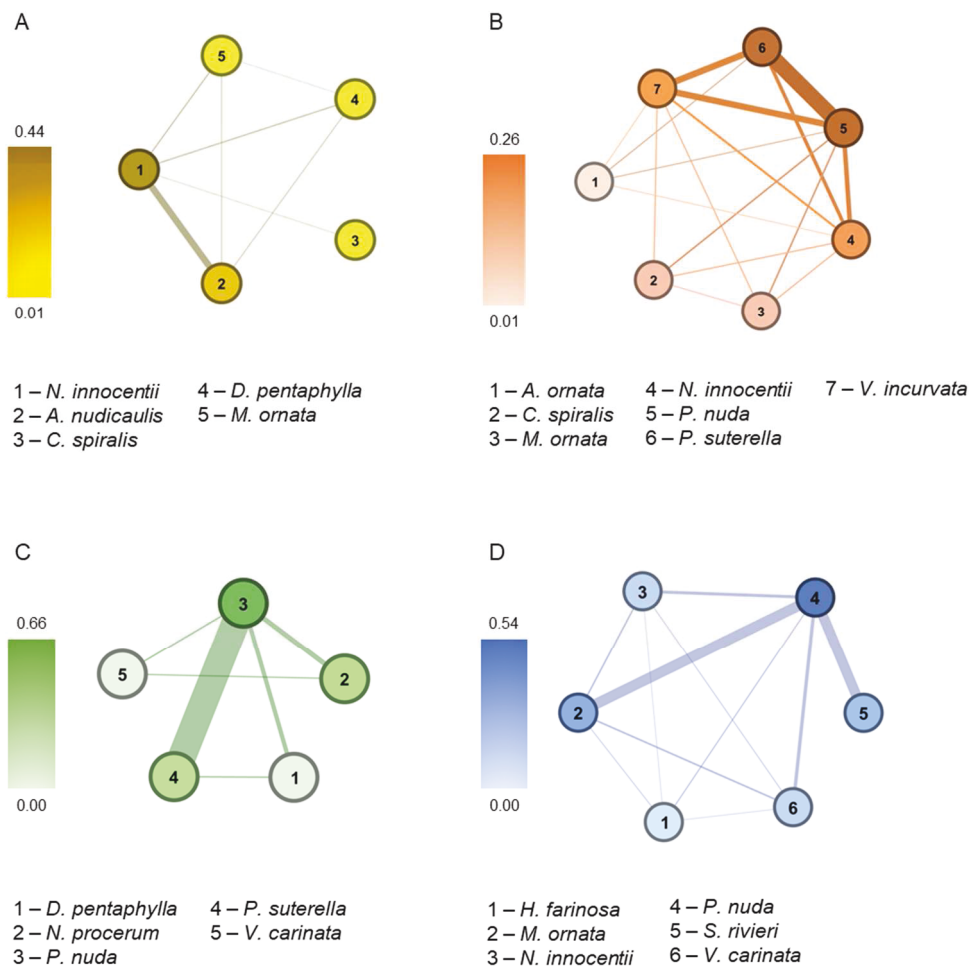 A
5
4
0.44
1
3
2
0.01
1 – N. innocentii
2 – A. nudicaulis
3 – C. spiralis
4 – D. pentaphylla
5 – M. ornata
B
6
7
5
0.26
1
4
2
3
0.01
1 – A. ornata
2 – C. spiralis
3 – M. ornata
4 – N. innocentii
5 – P. nuda
6 – P. suterella
7 – V. incurvata
C
3
0.66
5
2
4
1
0.00
1 – D. pentaphylla
2 – N. procerum
3 – P. nuda
4 – P. suterella
5 – V. carinata
D
3
4
0.54
2
5
6
1
0.00
1 – H. farinosa
2 – M. ornata
3 – N. innocentii
4 – P. nuda
5 – S. rivieri
6 – V. carinata